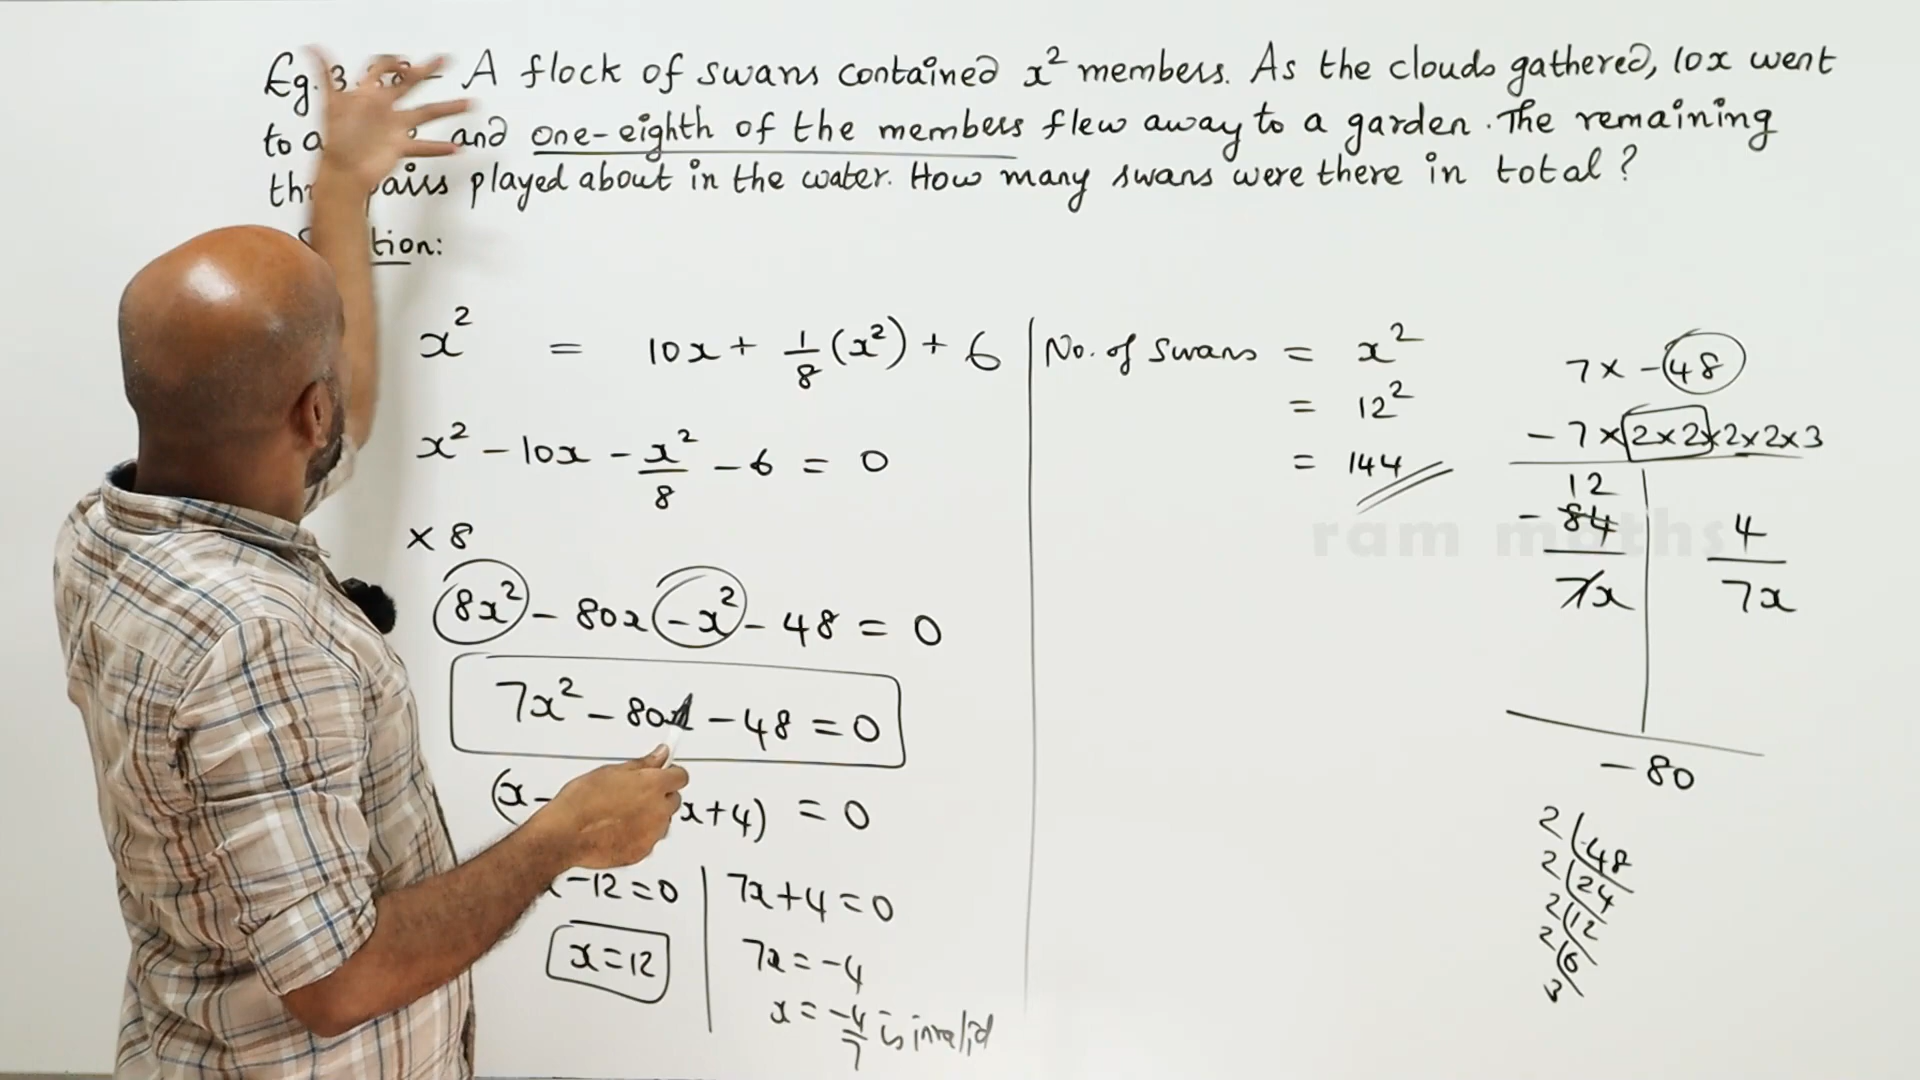 Eg. 3. - A flock of swans contained x² members. As the clouds gathered, 10x went
to a and one-eighth of the members flew away to a garden. The remaining
played about in the water. How many swans were there in total?
x² = 10x + 1/8 (x²) + 6
x² - 10x - x²/8 - 6 = 0
× 8
8x² - 80x - x² - 48 = 0
7x² - 80x - 48 = 0
(x- x+4) = 0
x-12=0
x=12
7x+4=0
7x=-4
x=-4/7 is invalid
No. of swans = x²
= 12²
= 144
7x -48
-7×2×2×2×2×3
12
-84
7x
4
7x
-80
2 48
2 24
2 12
2 6
3
ram maths